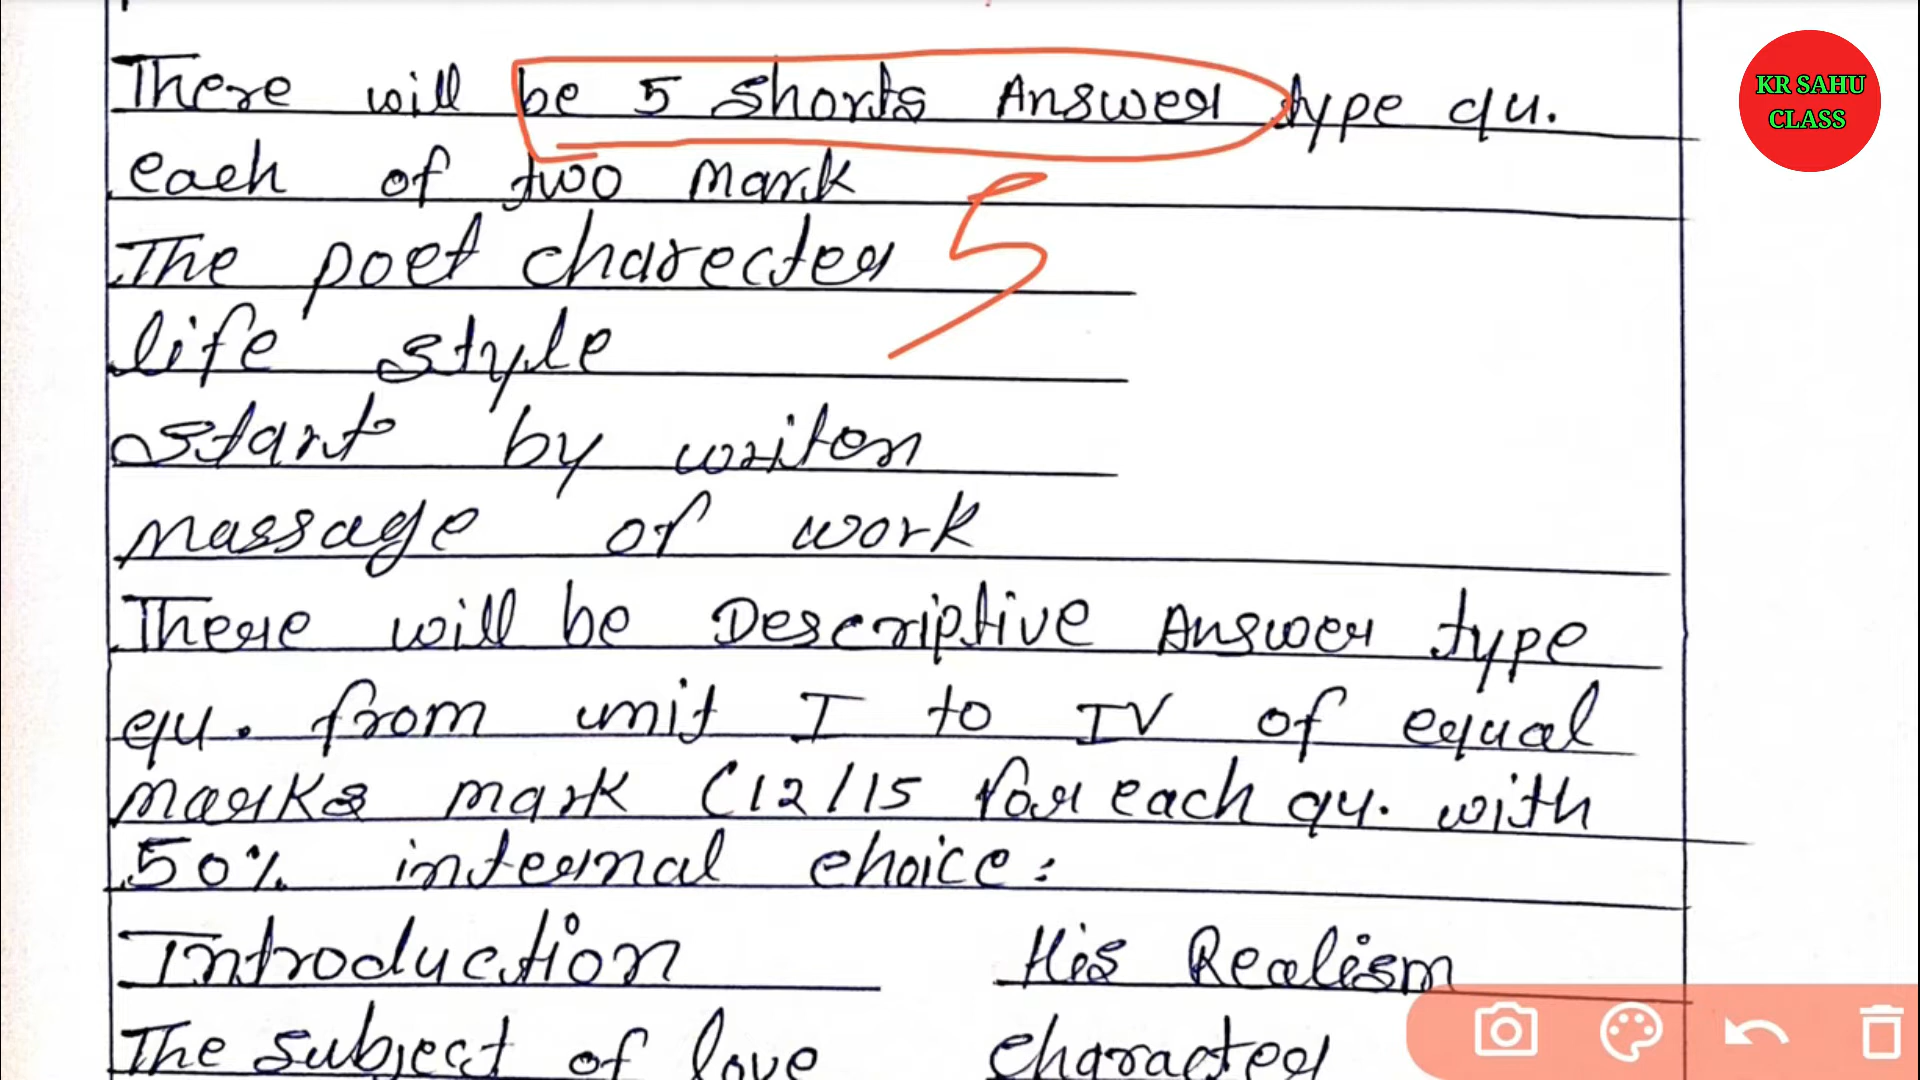 There will be 5 Shorts Answer type qu.
each of two mark
The poet charecter
life style
start by writen
massage of work
There will be Descriptive Answer type
qu. from unit I to IV of equal
marks mark (12/15 for each qu. with
50% internal choice:
Introduction His Realism
The subject of love character
5
KR SAHU
CLASS